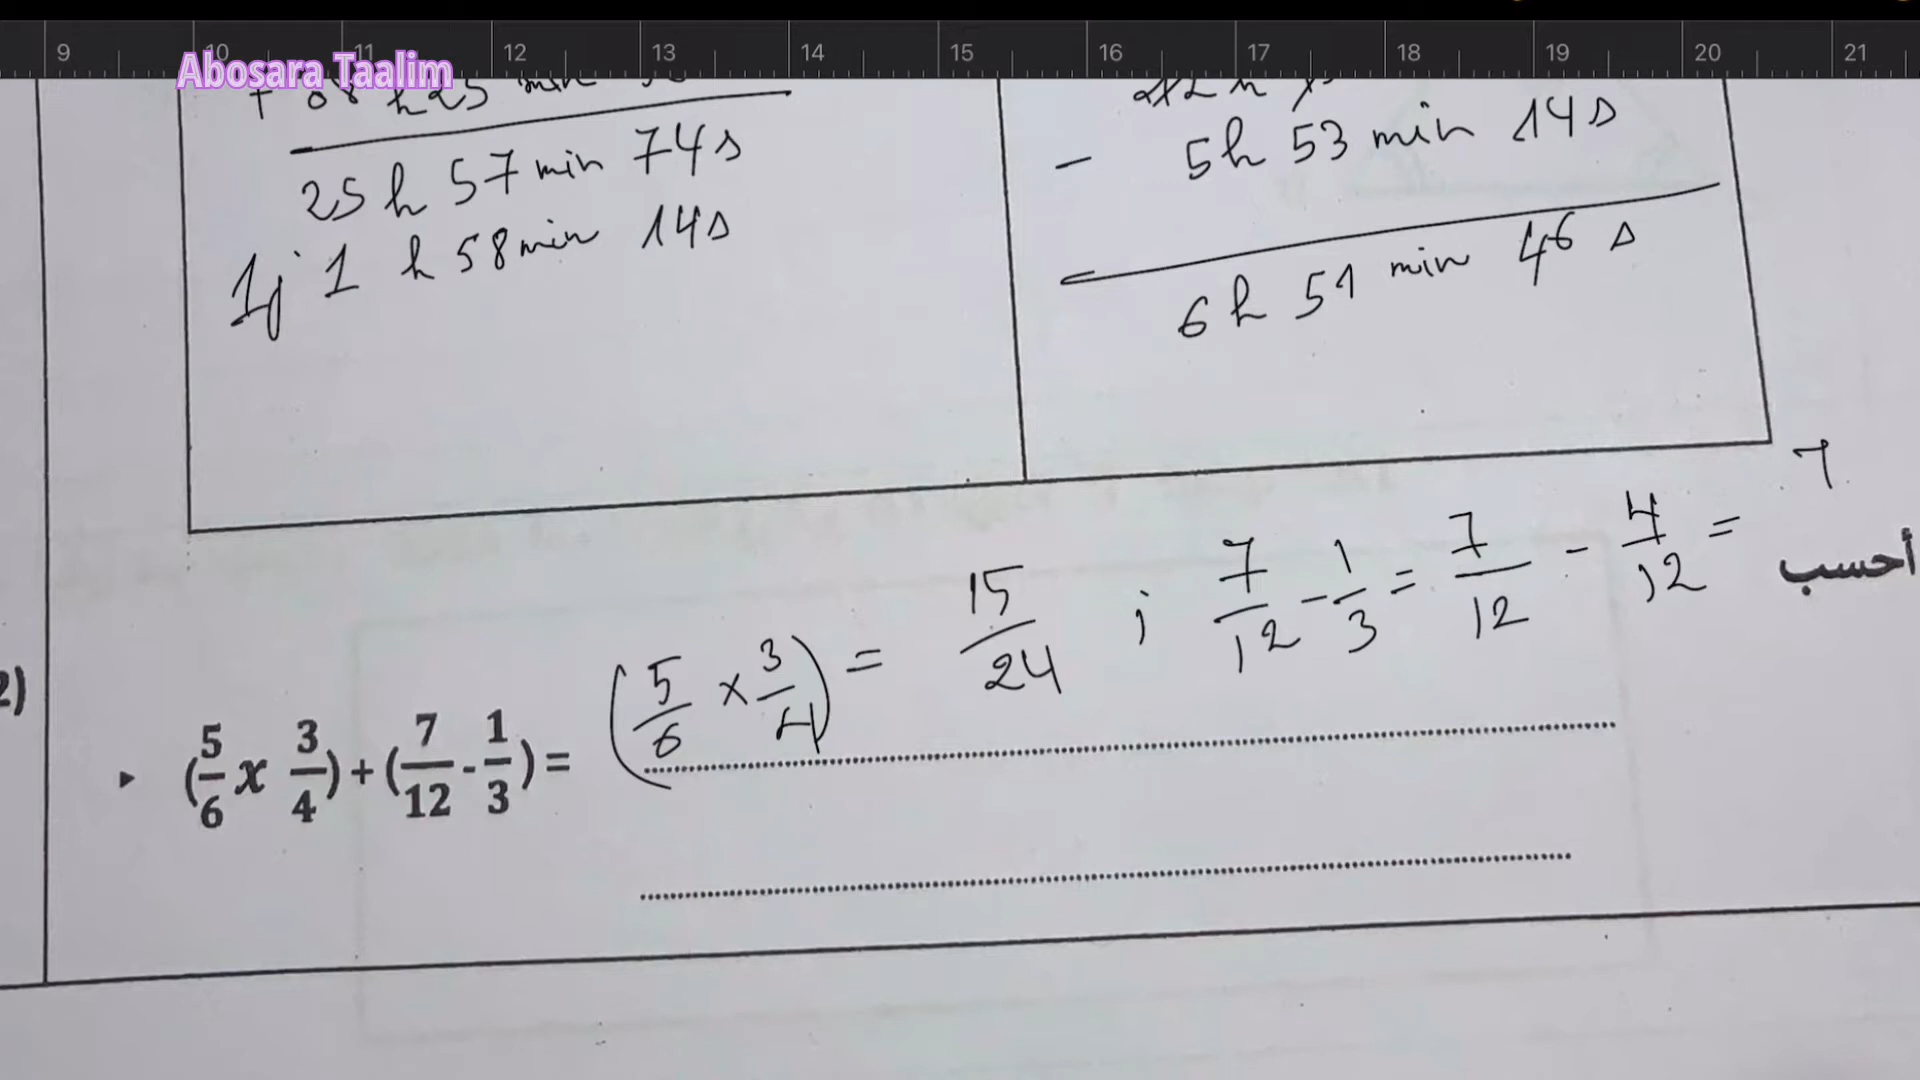 9 10 11 12 13 14 15 16 17 18 19 20 21
Abosara Taalim
25 h 57 min 74 s
1j 1 h 58 min 14 s
- 5h 53 min 14 s
6 h 51 min 46 s
أحسب
2)
(5/6 x 3/4) + (7/12 - 1/3) = (5/6 x 3/4) = 15/24 ; 7/12 - 1/3 = 7/12 - 4/12 =
7